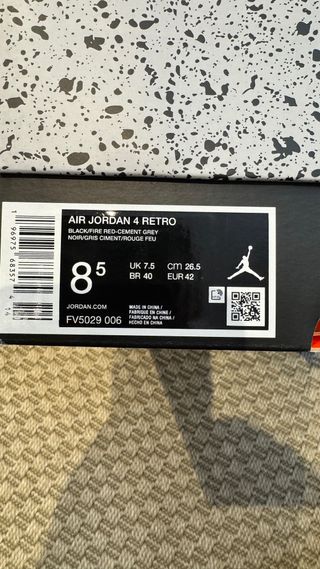 AIR JORDAN 4 RETRO
BLACK/FIRE RED-CEMENT GREY
NOIR/GRIS CIMENT/ROUGE FEU
8 5
UK 7.5 cm 26.5
BR 40 EUR 42
JORDAN.COM
FV5029 006
MADE IN CHINA /
FABRIQUÉ EN CHINE /
FABRICADO NA CHINA /
HECHO EN CHINA